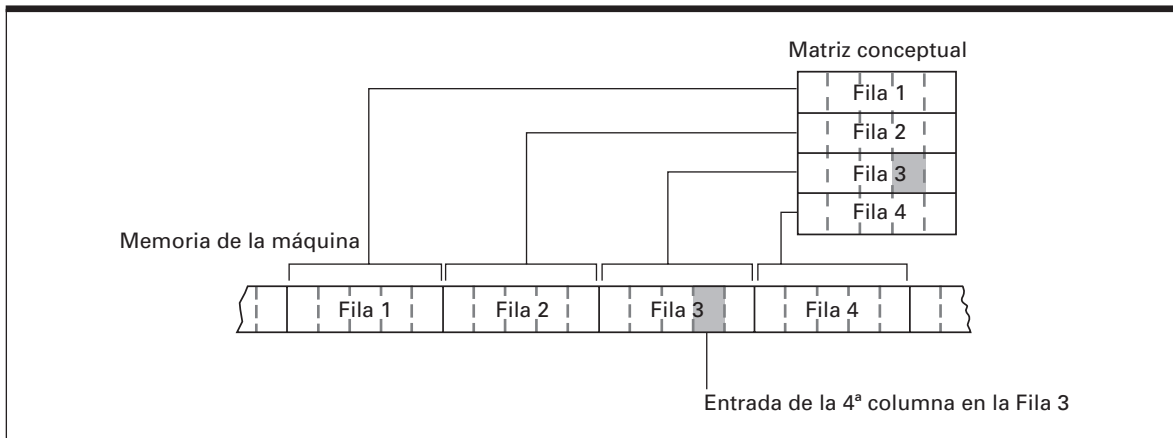 Matriz conceptual
Fila 1
Fila 2
Fila 3
Fila 4
Memoria de la máquina
Fila 1 Fila 2 Fila 3 Fila 4
Entrada de la 4ª columna en la Fila 3